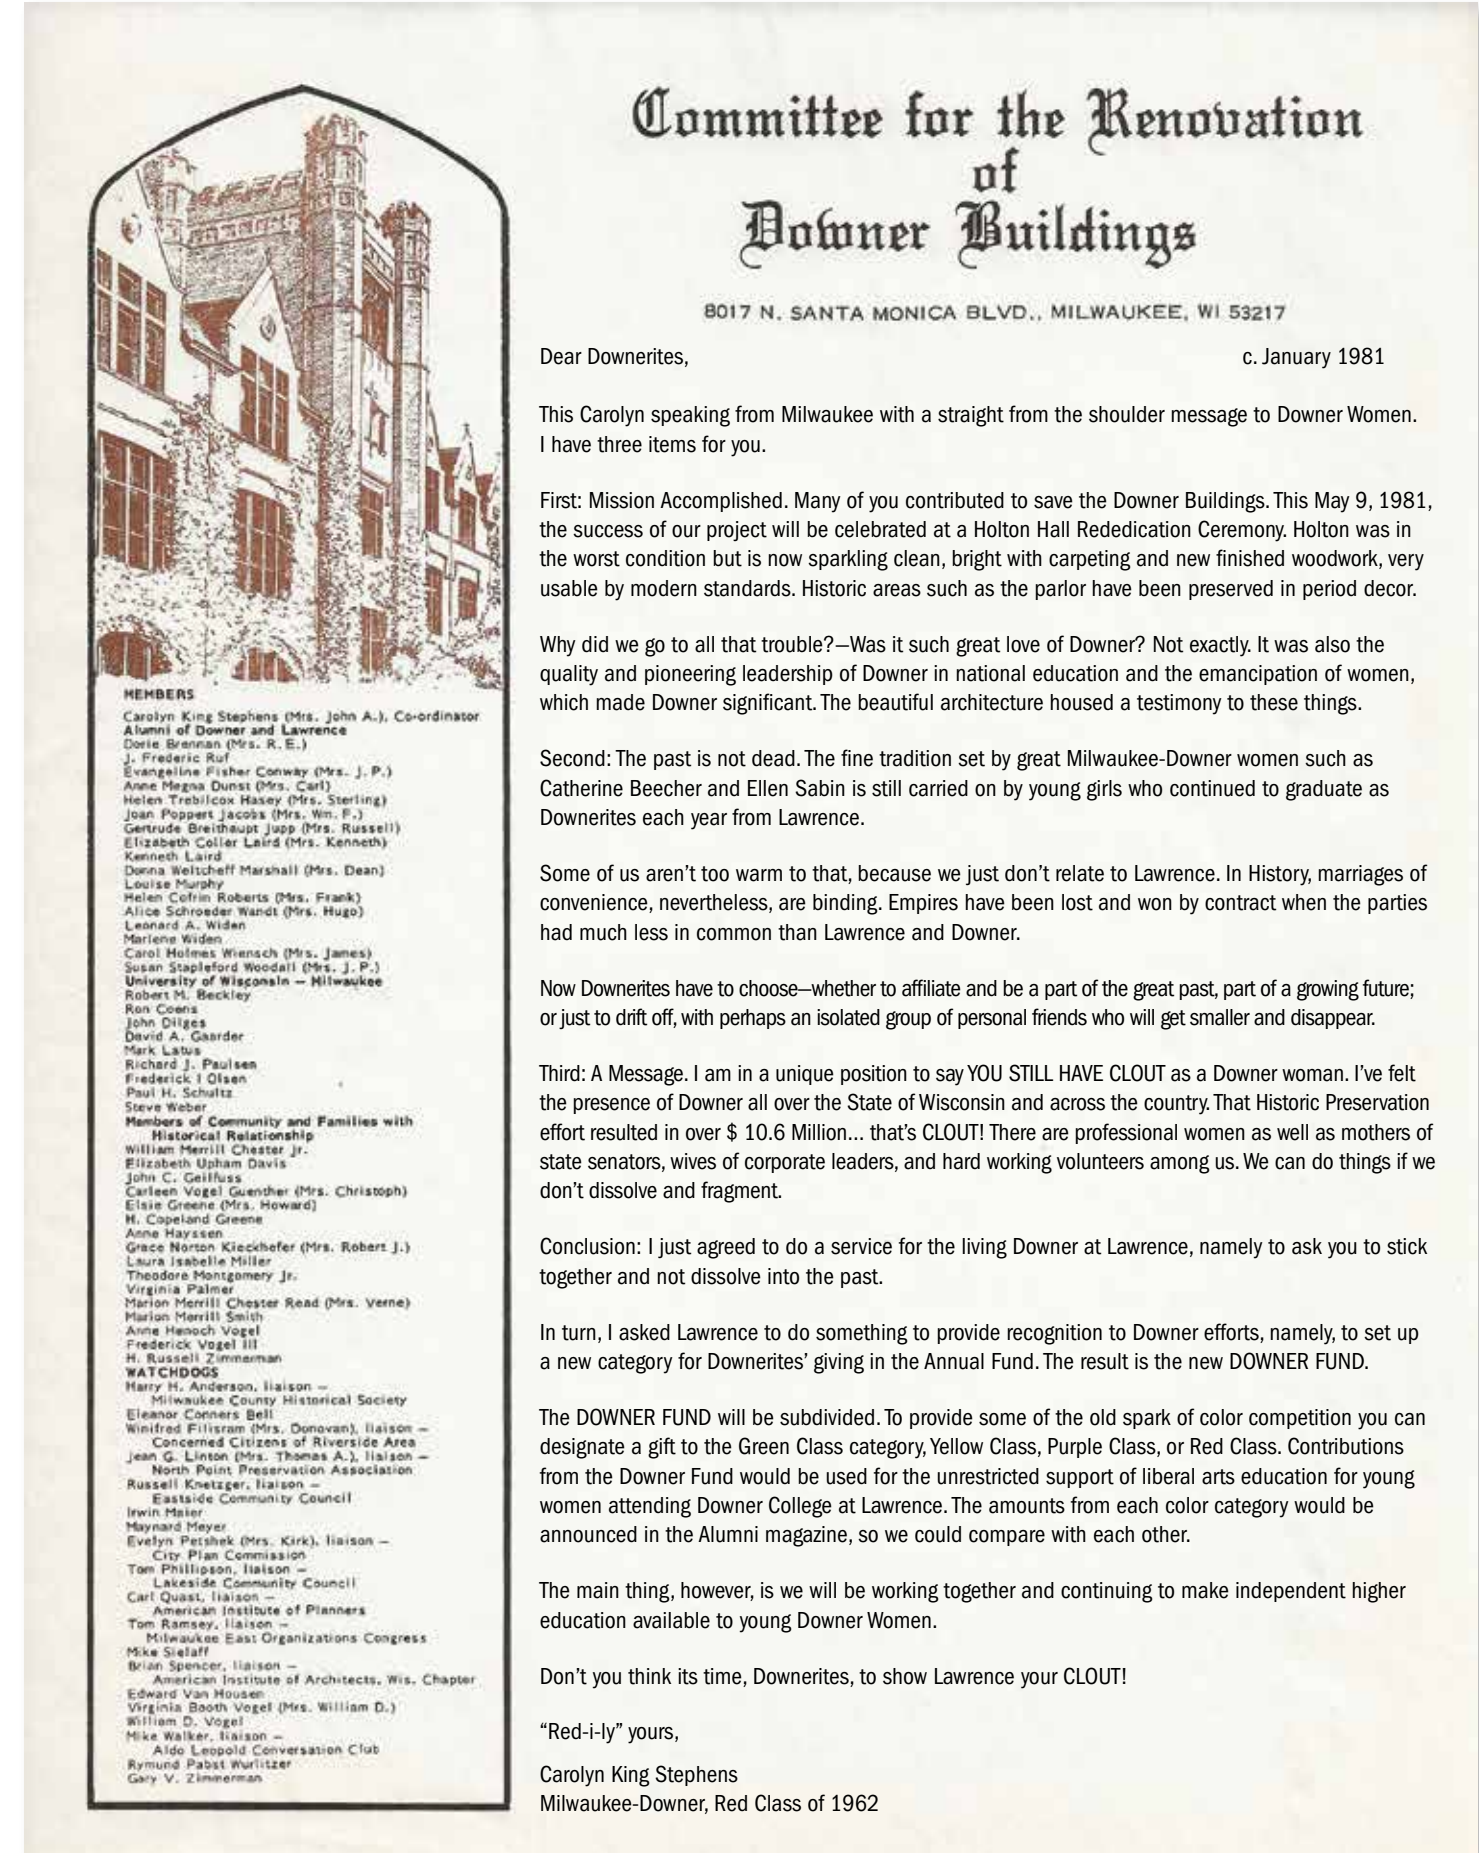 Committee for the Renovation
of
Downer Buildings
8017 N. SANTA MONICA BLVD., MILWAUKEE, WI 53217
Dear Downerites,
c. January 1981
This Carolyn speaking from Milwaukee with a straight from the shoulder message to Downer Women.
I have three items for you.
First: Mission Accomplished. Many of you contributed to save the Downer Buildings. This May 9, 1981,
the success of our project will be celebrated at a Holton Hall Rededication Ceremony. Holton was in
the worst condition but is now sparkling clean, bright with carpeting and new finished woodwork, very
usable by modern standards. Historic areas such as the parlor have been preserved in period decor.
Why did we go to all that trouble?—Was it such great love of Downer? Not exactly. It was also the
quality and pioneering leadership of Downer in national education and the emancipation of women,
which made Downer significant. The beautiful architecture housed a testimony to these things.
Second: The past is not dead. The fine tradition set by great Milwaukee-Downer women such as
Catherine Beecher and Ellen Sabin is still carried on by young girls who continued to graduate as
Downerites each year from Lawrence.
Some of us aren't too warm to that, because we just don't relate to Lawrence. In History, marriages of
convenience, nevertheless, are binding. Empires have been lost and won by contract when the parties
had much less in common than Lawrence and Downer.
Now Downerites have to choose—whether to affiliate and be a part of the great past, part of a growing future;
or just to drift off, with perhaps an isolated group of personal friends who will get smaller and disappear.
Third: A Message. I am in a unique position to say YOU STILL HAVE CLOUT as a Downer woman. I've felt
the presence of Downer all over the State of Wisconsin and across the country. That Historic Preservation
effort resulted in over $ 10.6 Million... that's CLOUT! There are professional women as well as mothers of
state senators, wives of corporate leaders, and hard working volunteers among us. We can do things if we
don't dissolve and fragment.
Conclusion: I just agreed to do a service for the living Downer at Lawrence, namely to ask you to stick
together and not dissolve into the past.
In turn, I asked Lawrence to do something to provide recognition to Downer efforts, namely, to set up
a new category for Downerites' giving in the Annual Fund. The result is the new DOWNER FUND.
The DOWNER FUND will be subdivided. To provide some of the old spark of color competition you can
designate a gift to the Green Class category, Yellow Class, Purple Class, or Red Class. Contributions
from the Downer Fund would be used for the unrestricted support of liberal arts education for young
women attending Downer College at Lawrence. The amounts from each color category would be
announced in the Alumni magazine, so we could compare with each other.
The main thing, however, is we will be working together and continuing to make independent higher
education available to young Downer Women.
Don't you think its time, Downerites, to show Lawrence your CLOUT!
"Red-i-ly" yours,
Carolyn King Stephens
Milwaukee-Downer, Red Class of 1962
MEMBERS
Carolyn King Stephens (Mrs. John A.), Co-ordinator
Alumni of Downer and Lawrence
Dorie Brennan (Mrs. R.E.)
J. Frederic Ruf
Evangeline Fisher Conway (Mrs. J. P.)
Anne Megna Dunst (Mrs. Carl)
Helen Trebilcox Hasey (Mrs. Sterling)
Joan Poppert Jacobs (Mrs. Wm. F.)
Gertrude Breithaupt Jupp (Mrs. Russell)
Elizabeth Coller Laird (Mrs. Kenneth)
Kenneth Laird
Donna Weltcheff Marshall (Mrs. Dean)
Louise Murphy
Helen Cofrin Roberts (Mrs. Frank)
Alice Schroeder Wandt (Mrs. Hugo)
Leonard A. Widen
Marlene Widen
Carol Holmes Wiensch (Mrs. James)
Susan Stapleford Woodall (Mrs. J. P.)
University of Wisconsin — Milwaukee
Robert M. Beckley
Ron Coens
John Dilges
David A. Gaarder
Mark Latus
Richard J. Paulsen
Frederick I Olsen
Paul H. Schultz
Steve Weber
Members of Community and Families with
Historical Relationship
William Merrill Chester Jr.
Elizabeth Upham Davis
John C. Geilfuss
Carleen Vogel Guenther (Mrs. Christoph)
Elsie Greene (Mrs. Howard)
H. Copeland Greene
Anne Hayssen
Grace Norton Kieckhefer (Mrs. Robert J.)
Laura Isabelle Miller
Theodore Montgomery Jr.
Virginia Palmer
Marion Merrill Chester Read (Mrs. Verne)
Marion Merrill Smith
Anne Henoch Vogel
Frederick Vogel III
H. Russell Zimmerman
WATCHDOGS
Harry H. Anderson, liaison —
Milwaukee County Historical Society
Eleanor Conners Bell
Winifred Filisram (Mrs. Donovan), liaison —
Concerned Citizens of Riverside Area
Jean G. Linton (Mrs. Thomas A.), liaison —
North Point Preservation Association
Russell Knetzger, liaison —
Eastside Community Council
Irwin Maier
Maynard Meyer
Evelyn Petshek (Mrs. Kirk), liaison —
City Plan Commission
Tom Phillipson, liaison —
Lakeside Community Council
Carl Quast, liaison —
American Institute of Planners
Tom Ramsey, liaison —
Milwaukee East Organizations Congress
Mike Sielaff
Brian Spencer, liaison —
American Institute of Architects, Wis. Chapter
Edward Van Housen
Virginia Booth Vogel (Mrs. William D.)
William D. Vogel
Mike Walker, liaison —
Aldo Leopold Conversation Club
Rymund Pabst Wurlitzer
Gary V. Zimmerman